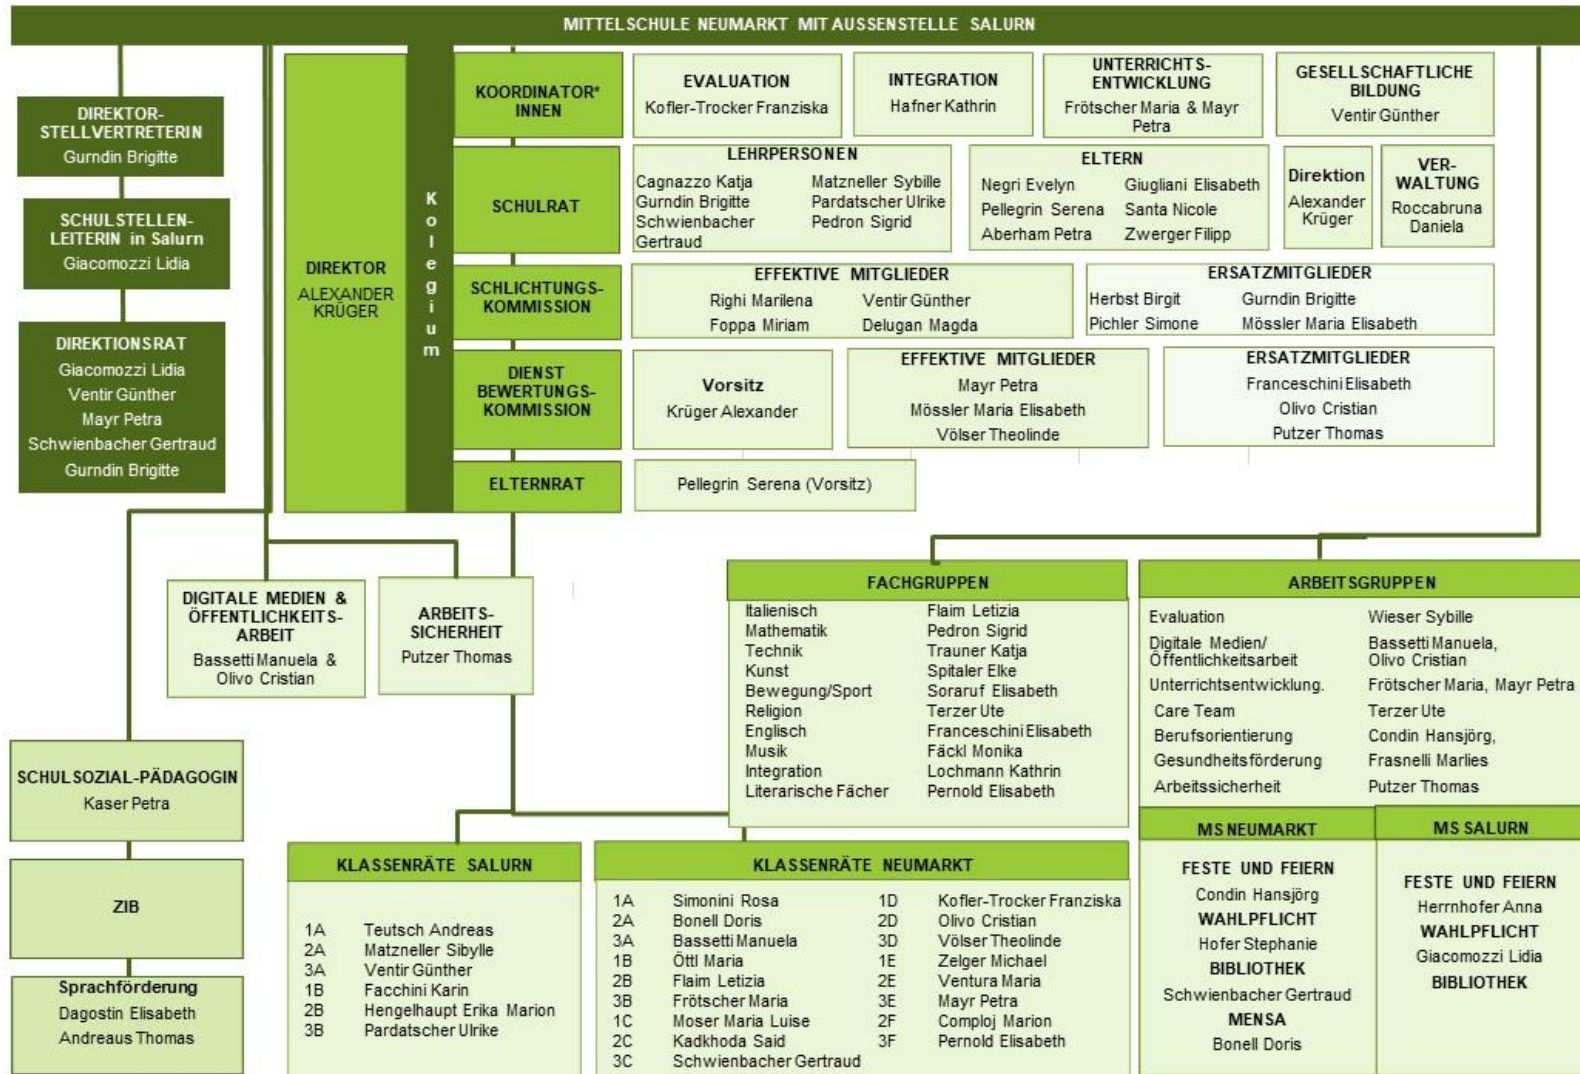 MITTELSCHULE NEUMARKT MIT AUSSENSTELLE SALURN
DIREKTOR-
STELLVERTRETERIN
Gurndin Brigitte
SCHULSTELLEN-
LEITERIN in Salurn
Giacomozzi Lidia
DIREKTIONSRAT
Giacomozzi Lidia
Ventir Günther
Mayr Petra
Schwienbacher Gertraud
Gurndin Brigitte
DIREKTOR
ALEXANDER
KRÜGER
Kolegium
KOORDINATOR*
INNEN
EVALUATION
Kofler-Trocker Franziska
INTEGRATION
Hafner Kathrin
UNTERRICHTS-
ENTWICKLUNG
Frötscher Maria & Mayr
Petra
GESELLSCHAFTLICHE
BILDUNG
Ventir Günther
SCHULRAT
LEHRPERSONEN
Cagnazzo Katja Matzneller Sybille
Gurndin Brigitte Pardatscher Ulrike
Schwienbacher Pedron Sigrid
Gertraud
ELTERN
Negri Evelyn Giugliani Elisabeth
Pellegrin Serena Santa Nicole
Aberham Petra Zwerger Filipp
Direktion
Alexander
Krüger
VER-
WALTUNG
Roccabruna
Daniela
SCHLICHTUNGS-
KOMMISSION
EFFEKTIVE MITGLIEDER
Righi Marilena Ventir Günther
Foppa Miriam Delugan Magda
ERSATZMITGLIEDER
Herbst Birgit Gurndin Brigitte
Pichler Simone Mössler Maria Elisabeth
DIENST
BEWERTUNGS-
KOMMISSION
Vorsitz
Krüger Alexander
EFFEKTIVE MITGLIEDER
Mayr Petra
Mössler Maria Elisabeth
Völser Theolinde
ERSATZMITGLIEDER
Franceschini Elisabeth
Olivo Cristian
Putzer Thomas
ELTERNRAT
Pellegrin Serena (Vorsitz)
DIGITALE MEDIEN &
ÖFFENTLICHKEITS-
ARBEIT
Bassetti Manuela &
Olivo Cristian
ARBEITS-
SICHERHEIT
Putzer Thomas
FACHGRUPPEN
Italienisch Flaim Letizia
Mathematik Pedron Sigrid
Technik Trauner Katja
Kunst Spitaler Elke
Bewegung/Sport Soraruf Elisabeth
Religion Terzer Ute
Englisch Franceschini Elisabeth
Musik Fäckl Monika
Integration Lochmann Kathrin
Literarische Fächer Pernold Elisabeth
ARBEITSGRUPPEN
Evaluation Wieser Sybille
Digitale Medien/ Bassetti Manuela,
Öffentlichkeitsarbeit Olivo Cristian
Unterrichtsentwicklung. Frötscher Maria, Mayr Petra
Care Team Terzer Ute
Berufsorientierung Condin Hansjörg,
Gesundheitsförderung Frasnelli Marlies
Arbeitssicherheit Putzer Thomas
SCHULSOZIAL-PÄDAGOGIN
Kaser Petra
ZIB
Sprachförderung
Dagostin Elisabeth
Andreaus Thomas
KLASSENRÄTE SALURN
1A Teutsch Andreas
2A Matzneller Sibylle
3A Ventir Günther
1B Facchini Karin
2B Hengelhaupt Erika Marion
3B Pardatscher Ulrike
KLASSENRÄTE NEUMARKT
1A Simonini Rosa 1D Kofler-Trocker Franziska
2A Bonell Doris 2D Olivo Cristian
3A Bassetti Manuela 3D Völser Theolinde
1B Öttl Maria 1E Zelger Michael
2B Flaim Letizia 2E Ventura Maria
3B Frötscher Maria 3E Mayr Petra
1C Moser Maria Luise 2F Comploj Marion
2C Kadkhoda Said 3F Pernold Elisabeth
3C Schwienbacher Gertraud
MS NEUMARKT
FESTE UND FEIERN
Condin Hansjörg
WAHLPFLICHT
Hofer Stephanie
BIBLIOTHEK
Schwienbacher Gertraud
MENSA
Bonell Doris
MS SALURN
FESTE UND FEIERN
Herrnhofer Anna
WAHLPFLICHT
Giacomozzi Lidia
BIBLIOTHEK